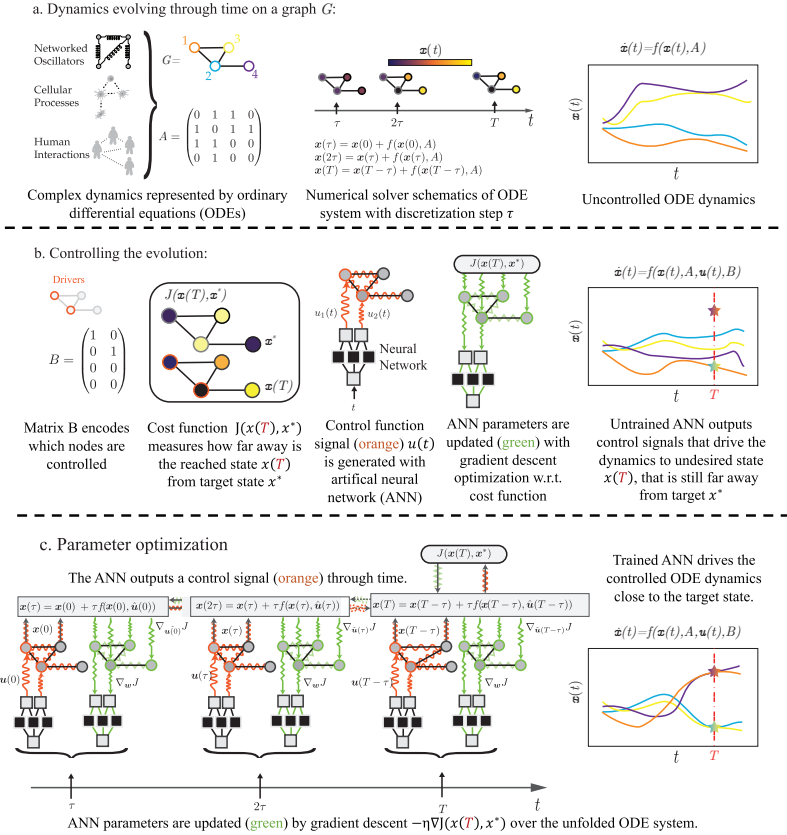 a. Dynamics evolving through time on a graph G:
Networked
Oscillators
Cellular
Processes
Human
Interactions
G=
1
2
3
4
A = ( 0 1 1 0
1 0 1 1
1 1 0 0
0 1 0 0 )
Complex dynamics represented by ordinary
differential equations (ODEs)
x(t)
τ
2τ
T
t
x(τ) = x(0) + f(x(0), A)
x(2τ) = x(τ) + f(x(τ), A)
x(T) = x(T − τ) + f(x(T − τ), A)
Numerical solver schematics of ODE
system with discretization step τ
ẋ(t)=f(x(t),A)
x(t)
t
Uncontrolled ODE dynamics
b. Controlling the evolution:
Drivers
B = ( 1 0
0 1
0 0
0 0 )
Matrix B encodes
which nodes are
controlled
J(x(T),x*)
x*
x(T)
Cost function J(x(T), x*)
measures how far away is
the reached state x(T)
from target state x*
u₁(t)
u₂(t)
Neural
Network
t
Control function
signal (orange) u(t)
is generated with
artifical neural
network (ANN)
J(x(T), x*)
ANN parameters are
updated (green) with
gradient descent
optimization w.r.t.
cost function
ẋ(t)=f(x(t),A,u(t),B)
x(t)
t
T
Untrained ANN outputs
control signals that drive the
dynamics to undesired state
x(T), that is still far away
from target x*
c. Parameter optimization
The ANN outputs a control signal (orange) through time.
J(x(T), x*)
x(τ) = x(0) + τf(x(0), û(0))
x(2τ) = x(τ) + τf(x(τ), û(τ))
x(T) = x(T − τ) + τf(x(T − τ), û(T − τ))
x(0)
∇u(0)J
u(0)
∇wJ
x(τ)
∇û(τ)J
u(τ)
∇wJ
x(T−τ)
∇û(T−τ)J
u(T−τ)
∇wJ
τ
2τ
T
t
ANN parameters are updated (green) by gradient descent −η∇J(x(T), x*) over the unfolded ODE system.
Trained ANN drives the
controlled ODE dynamics
close to the target state.
ẋ(t)=f(x(t),A,u(t),B)
x(t)
t
T